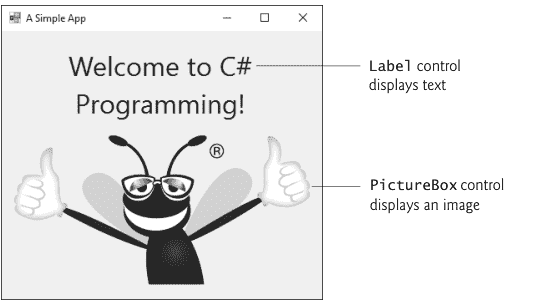 A Simple App
Welcome to C#
Programming!
®
Label control
displays text
PictureBox control
displays an image